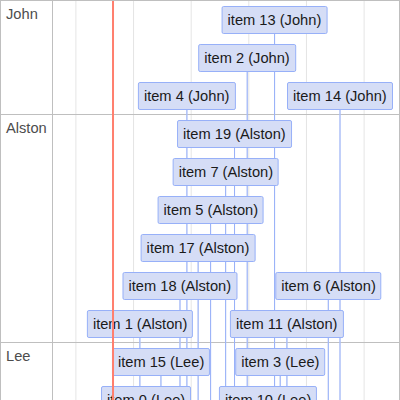 John
item 13 (John)
item 2 (John)
item 4 (John)
item 14 (John)
Alston
item 19 (Alston)
item 7 (Alston)
item 5 (Alston)
item 17 (Alston)
item 18 (Alston)
item 6 (Alston)
item 1 (Alston)
item 11 (Alston)
Lee
item 15 (Lee)
item 3 (Lee)
item 0 (Lee)
item 10 (Lee)